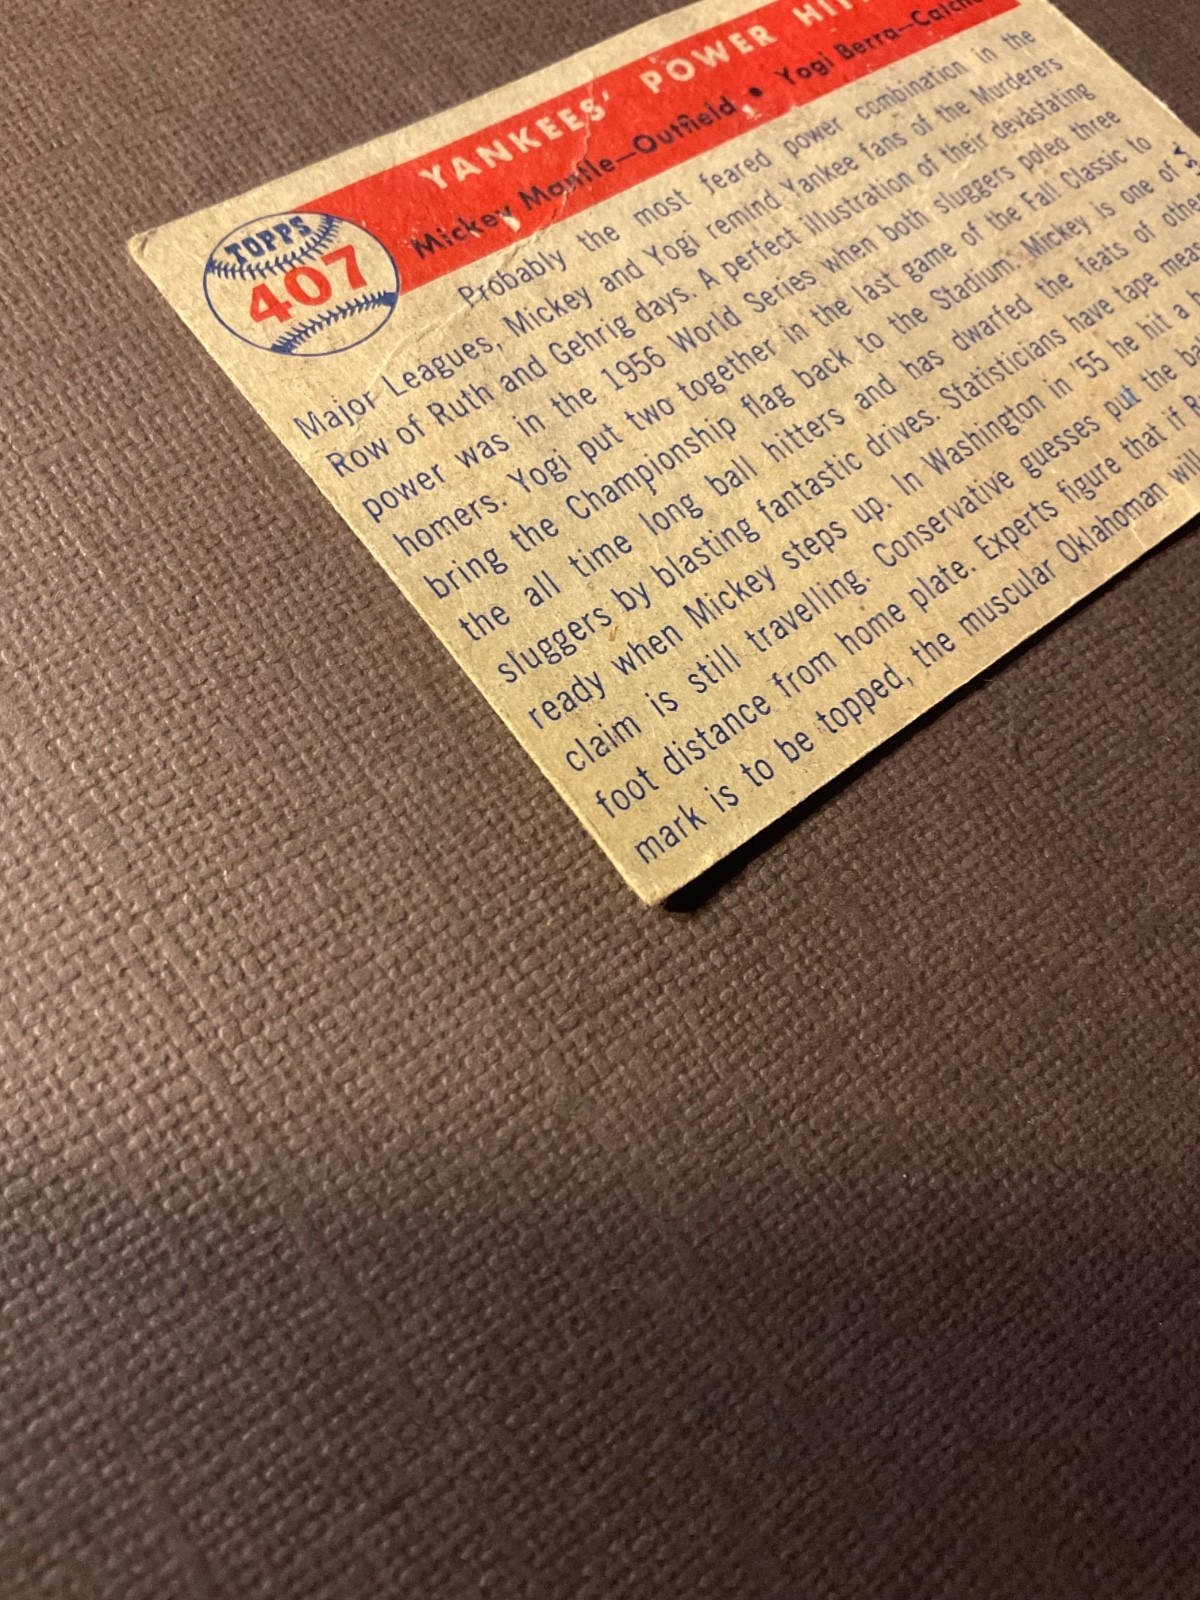 YANKEES' POWER
Mickey Mantle—Outfield • Yogi Berra—
TOPPS
407
Probably the most feared power combination in the
Major Leagues, Mickey and Yogi remind Yankee fans of the Murderers
Row of Ruth and Gehrig days. A perfect illustration of their devastating
power was in the 1956 World Series when both sluggers poled three
homers. Yogi put two together in the last game of the Fall Classic to
bring the Championship flag back to the Stadium. Mickey is one of
the all time long ball hitters and has dwarfed the feats of
sluggers by blasting fantastic drives. Statisticians have tape
ready when Mickey steps up. In Washington in '55 he hit a
claim is still travelling. Conservative guesses put the
foot distance from home plate. Experts figure that if
mark is to be topped, the muscular Oklahoman will